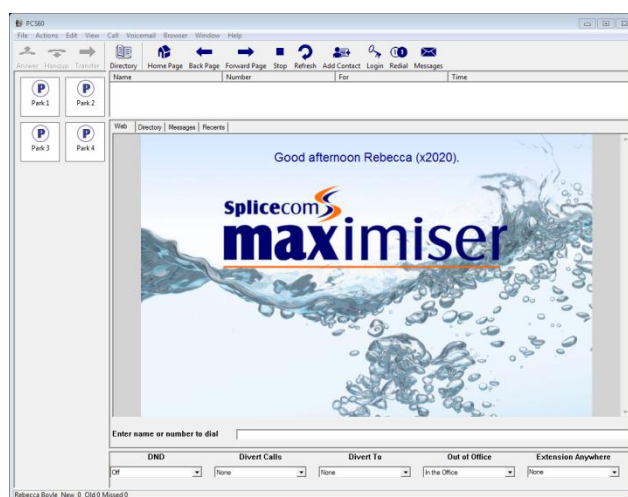 PCS60
File Actions Edit View Call Voicemail Browser Window Help
Answer Hangup Transfer Directory Home Page Back Page Forward Page Stop Refresh Add Contact Login Redial Messages
Name Number For Time
Park 1 Park 2
Park 3 Park 4
Web Directory Messages Recents
Good afternoon Rebecca (x2020).
Splicecom
maximiser
Enter name or number to dial
DND Divert Calls Divert To Out of Office Extension Anywhere
Off None None In the Office None
Rebecca Boyle New 0 Old 0 Missed 0